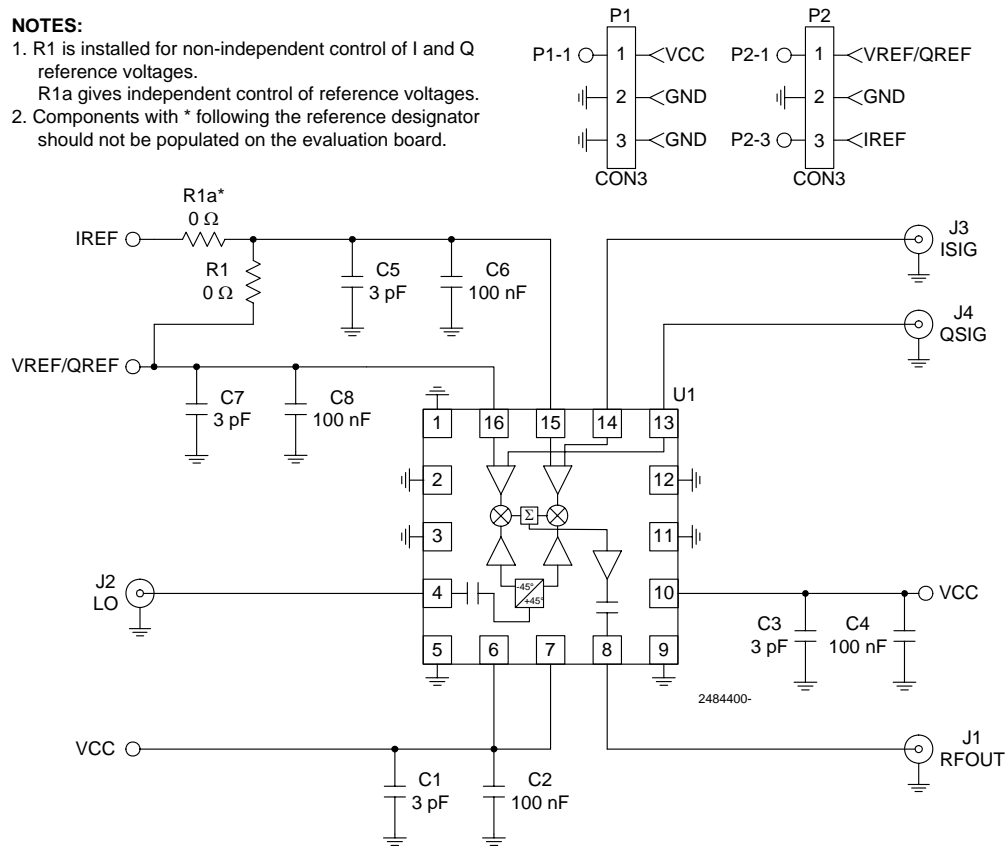 NOTES:
1. R1 is installed for non-independent control of I and Q
reference voltages.
R1a gives independent control of reference voltages.
2. Components with * following the reference designator
should not be populated on the evaluation board.
P1
P1-1 1 VCC
2 GND
3 GND
CON3
P2
P2-1 1 VREF/QREF
2 GND
P2-3 3 IREF
CON3
R1a*
0 Ω
IREF
R1
0 Ω
C5
3 pF
C6
100 nF
J3
ISIG
J4
QSIG
VREF/QREF
C7
3 pF
C8
100 nF
U1
1 16 15 14 13
2 12
Σ
3 11
J2
LO
4 -45° +45° 10
VCC
C3
3 pF
C4
100 nF
5 6 7 8 9
2484400-
VCC
J1
RFOUT
C1
3 pF
C2
100 nF